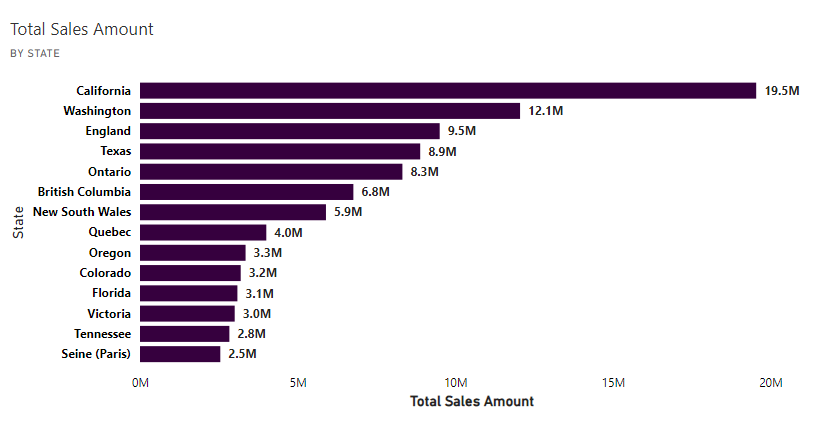 Total Sales Amount
BY STATE
California 19.5M
Washington 12.1M
England 9.5M
Texas 8.9M
Ontario 8.3M
British Columbia 6.8M
New South Wales 5.9M
Quebec 4.0M
Oregon 3.3M
Colorado 3.2M
Florida 3.1M
Victoria 3.0M
Tennessee 2.8M
Seine (Paris) 2.5M
State
0M 5M 10M 15M 20M
Total Sales Amount